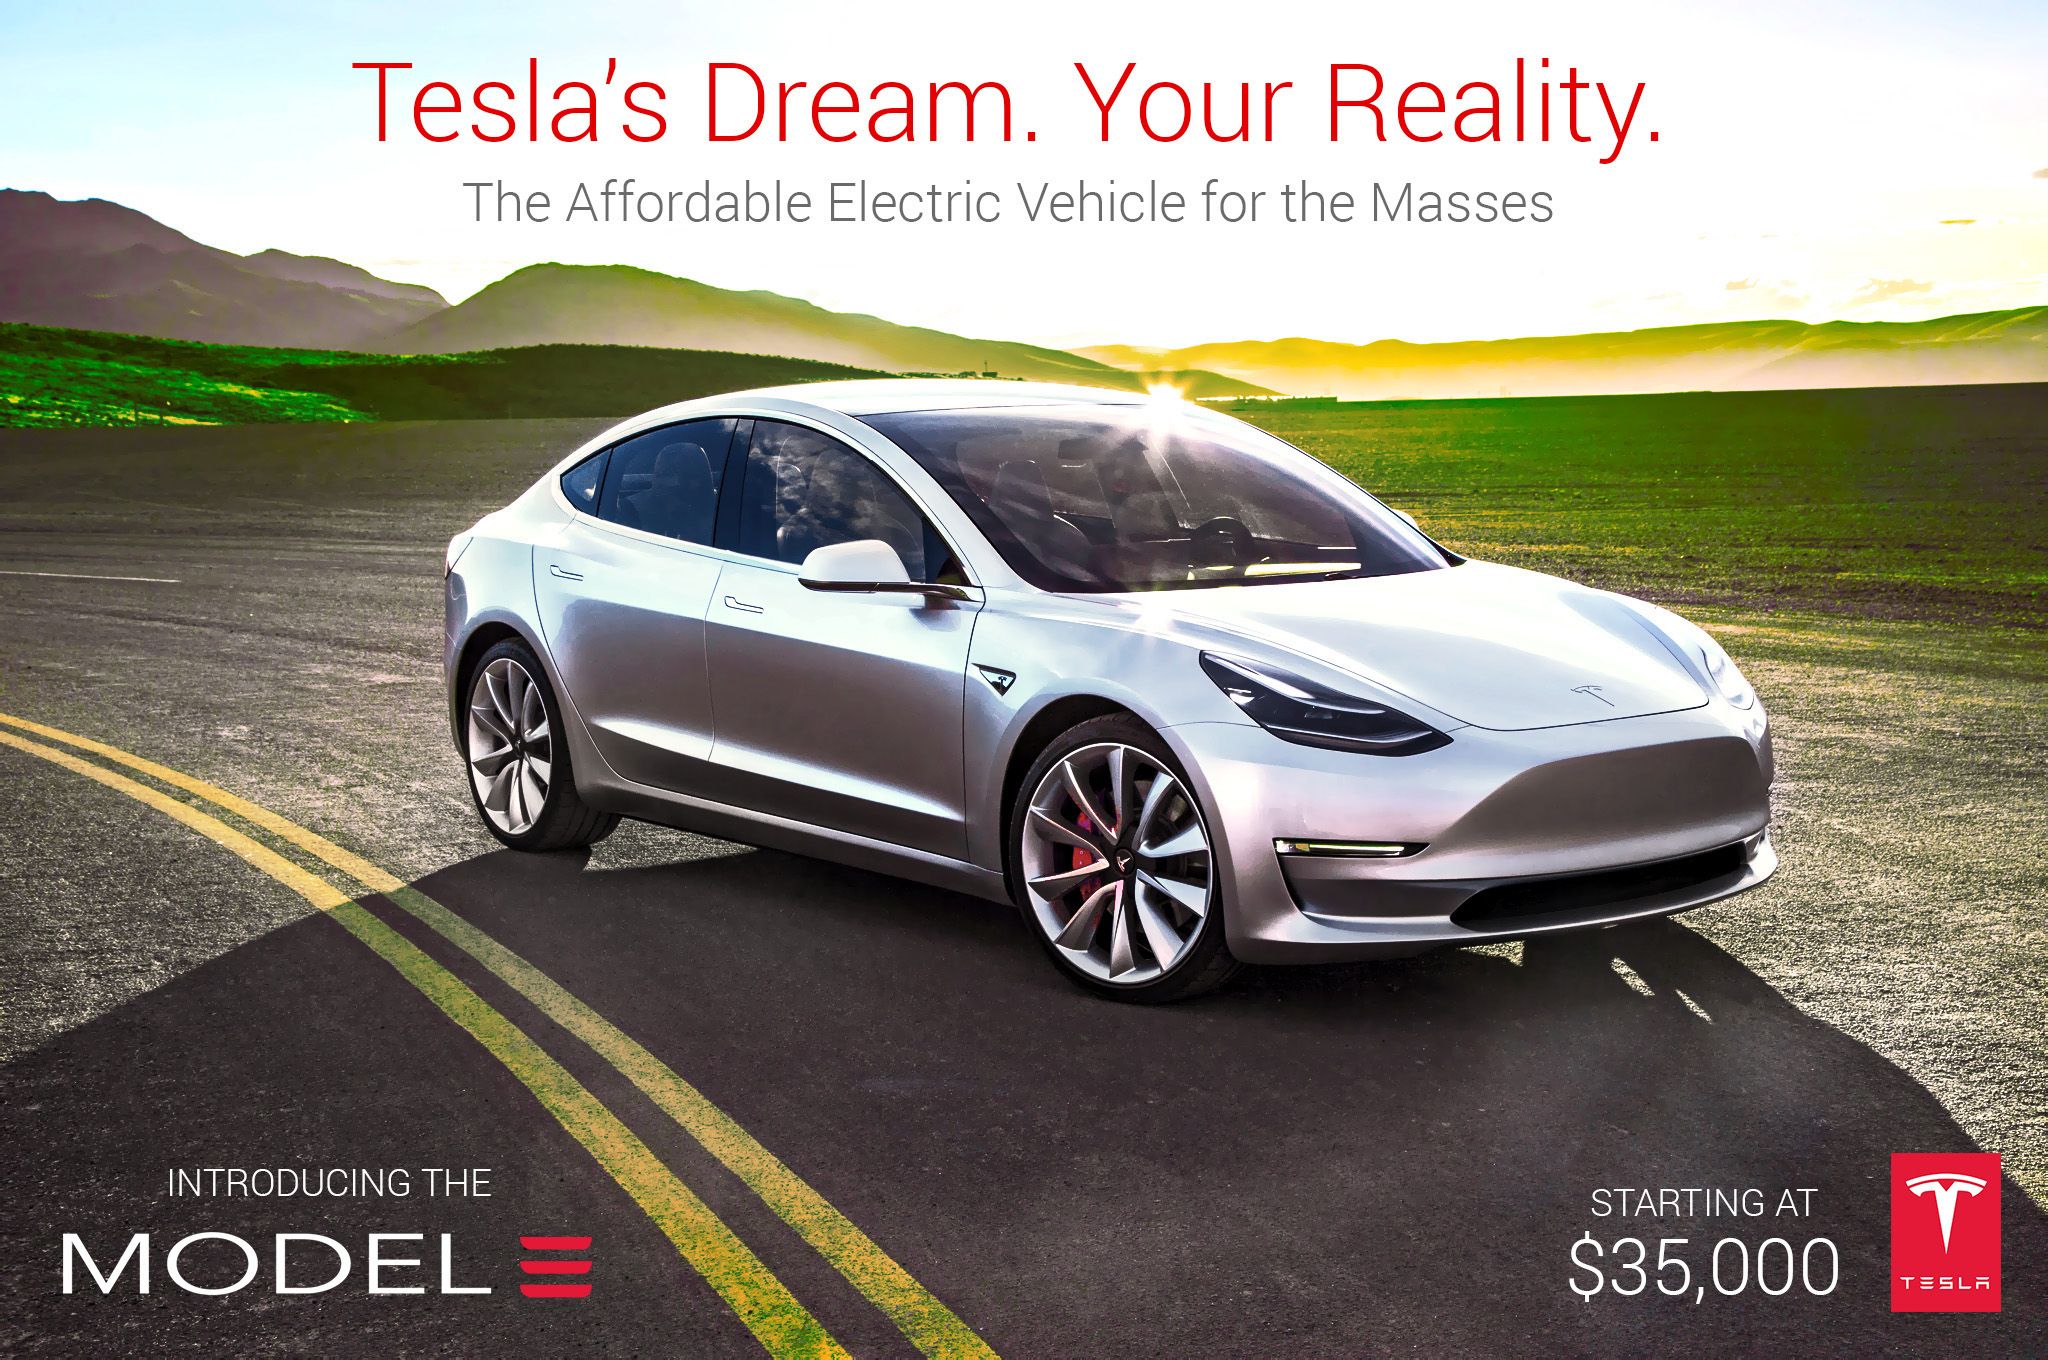 Tesla's Dream. Your Reality.
The Affordable Electric Vehicle for the Masses
INTRODUCING THE
MODEL ☰
STARTING AT
$35,000
TESLA